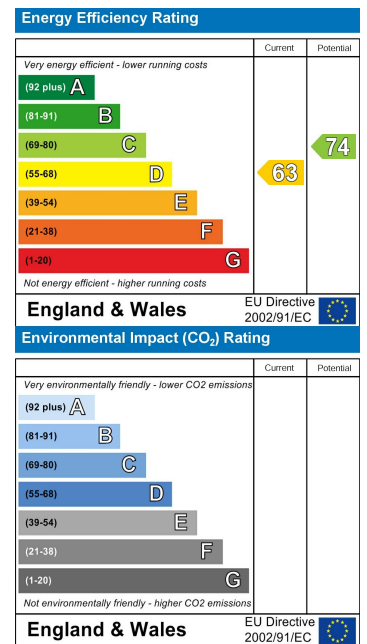 Energy Efficiency Rating
Current Potential
Very energy efficient - lower running costs
(92 plus) A
(81-91) B
(69-80) C
74
(55-68) D
63
(39-54) E
(21-38) F
(1-20) G
Not energy efficient - higher running costs
England & Wales
EU Directive
2002/91/EC
Environmental Impact (CO₂) Rating
Current Potential
Very environmentally friendly - lower CO2 emissions
(92 plus) A
(81-91) B
(69-80) C
(55-68) D
(39-54) E
(21-38) F
(1-20) G
Not environmentally friendly - higher CO2 emissions
England & Wales
EU Directive
2002/91/EC